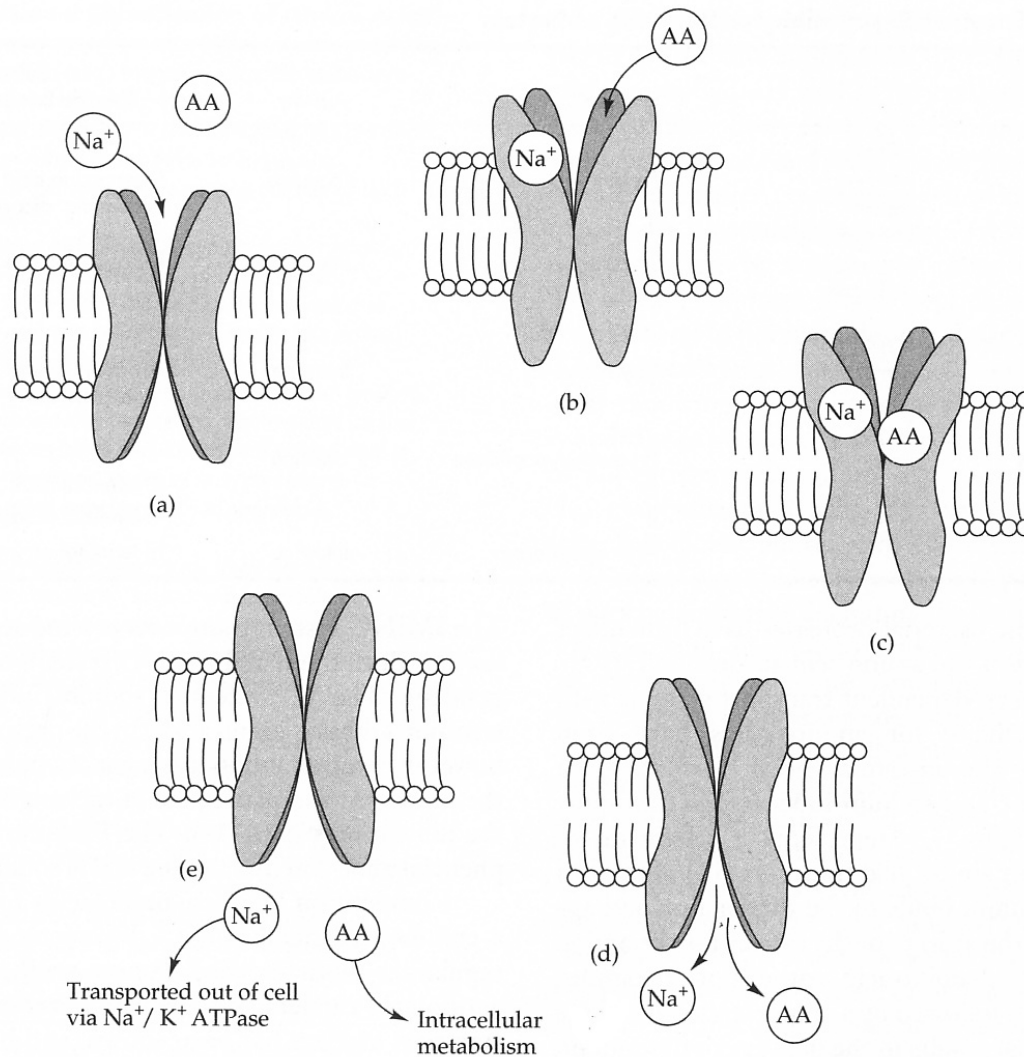 AA
Na⁺
(a)
AA
Na⁺
(b)
Na⁺
AA
(c)
Na⁺
AA
(d)
(e)
Na⁺
AA
Transported out of cell
via Na⁺/ K⁺ ATPase
Intracellular
metabolism